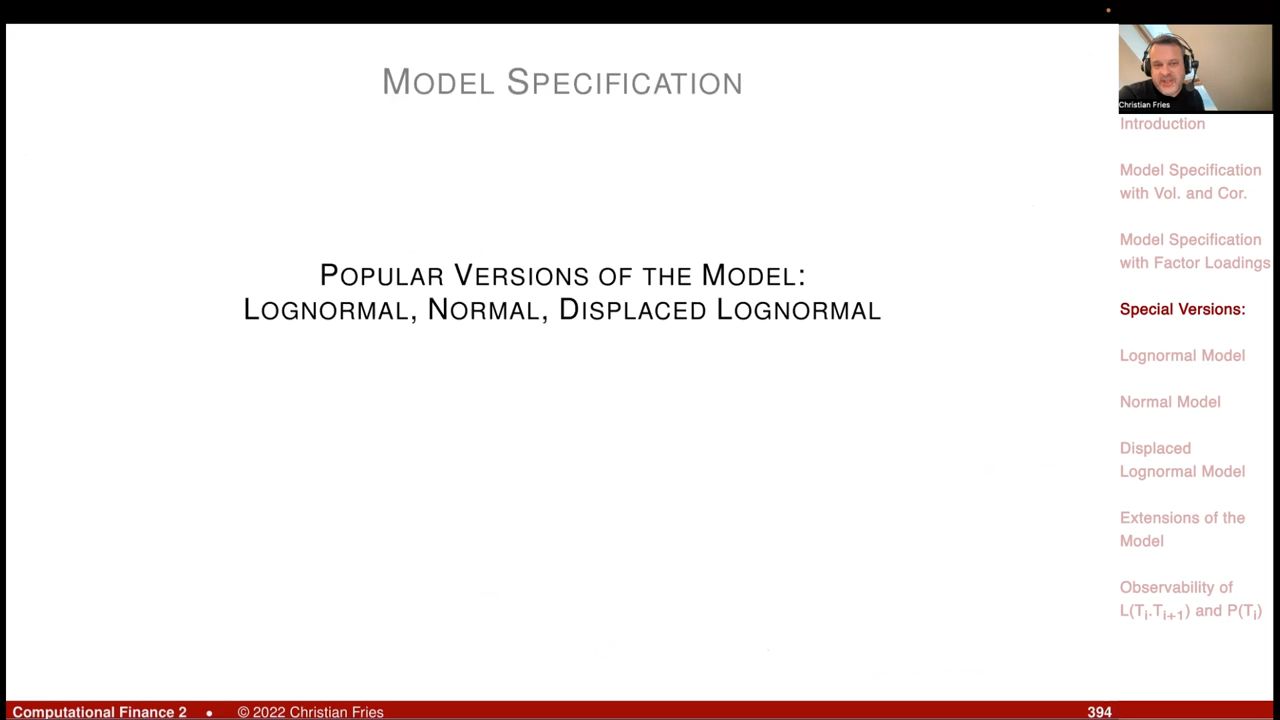 MODEL SPECIFICATION
POPULAR VERSIONS OF THE MODEL:
LOGNORMAL, NORMAL, DISPLACED LOGNORMAL
Christian Fries
Introduction
Model Specification
with Vol. and Cor.
Model Specification
with Factor Loadings
Special Versions:
Lognormal Model
Normal Model
Displaced
Lognormal Model
Extensions of the
Model
Observability of
L(Ti.Ti+1) and P(Ti)
Computational Finance 2 • © 2022 Christian Fries 394